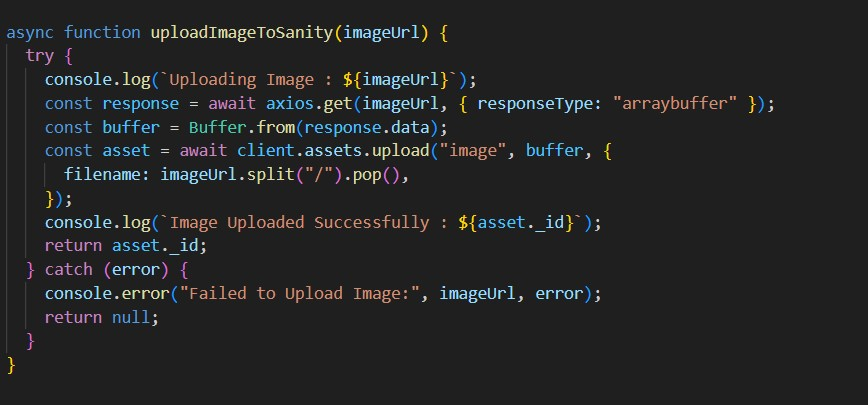 async function uploadImageToSanity(imageUrl) {
  try {
    console.log(`Uploading Image : ${imageUrl}`);
    const response = await axios.get(imageUrl, { responseType: "arraybuffer" });
    const buffer = Buffer.from(response.data);
    const asset = await client.assets.upload("image", buffer, {
      filename: imageUrl.split("/").pop(),
    });
    console.log(`Image Uploaded Successfully : ${asset._id}`);
    return asset._id;
  } catch (error) {
    console.error("Failed to Upload Image:", imageUrl, error);
    return null;
  }
}